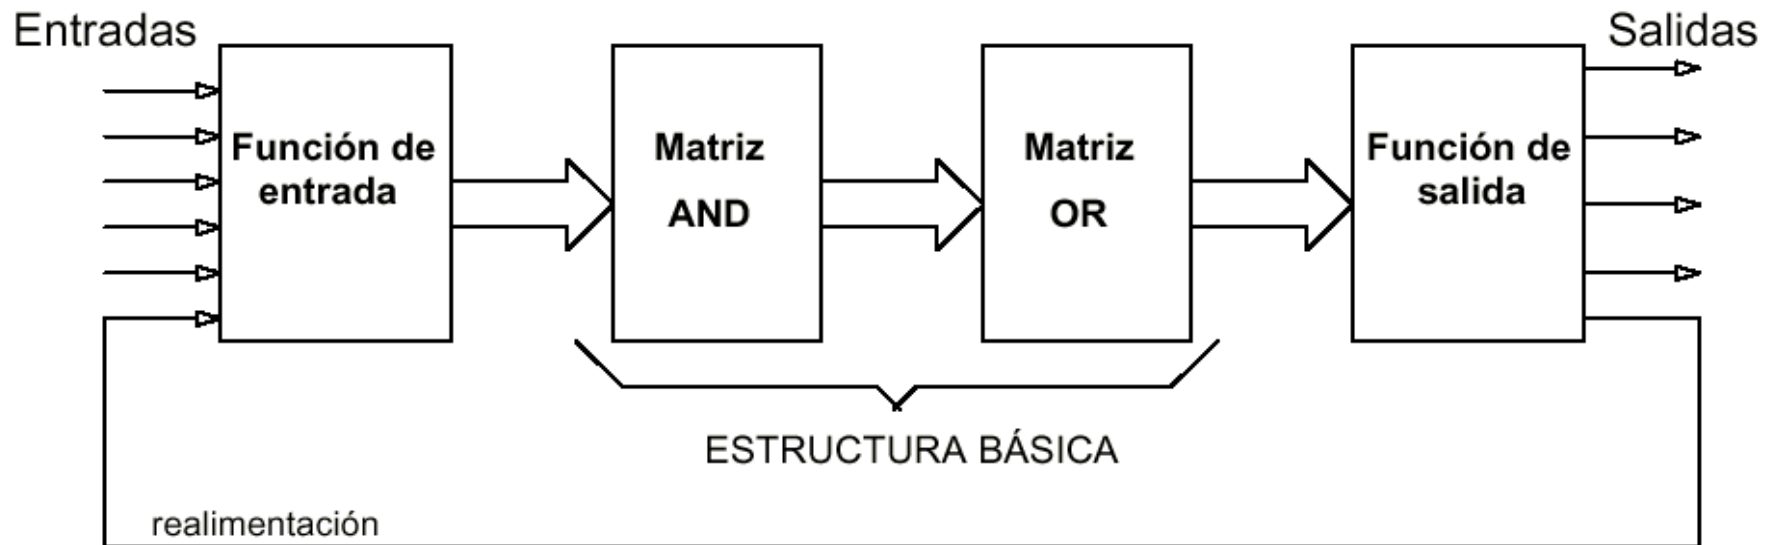 Entradas
Salidas
Función de
entrada
Matriz
AND
Matriz
OR
Función de
salida
ESTRUCTURA BÁSICA
realimentación